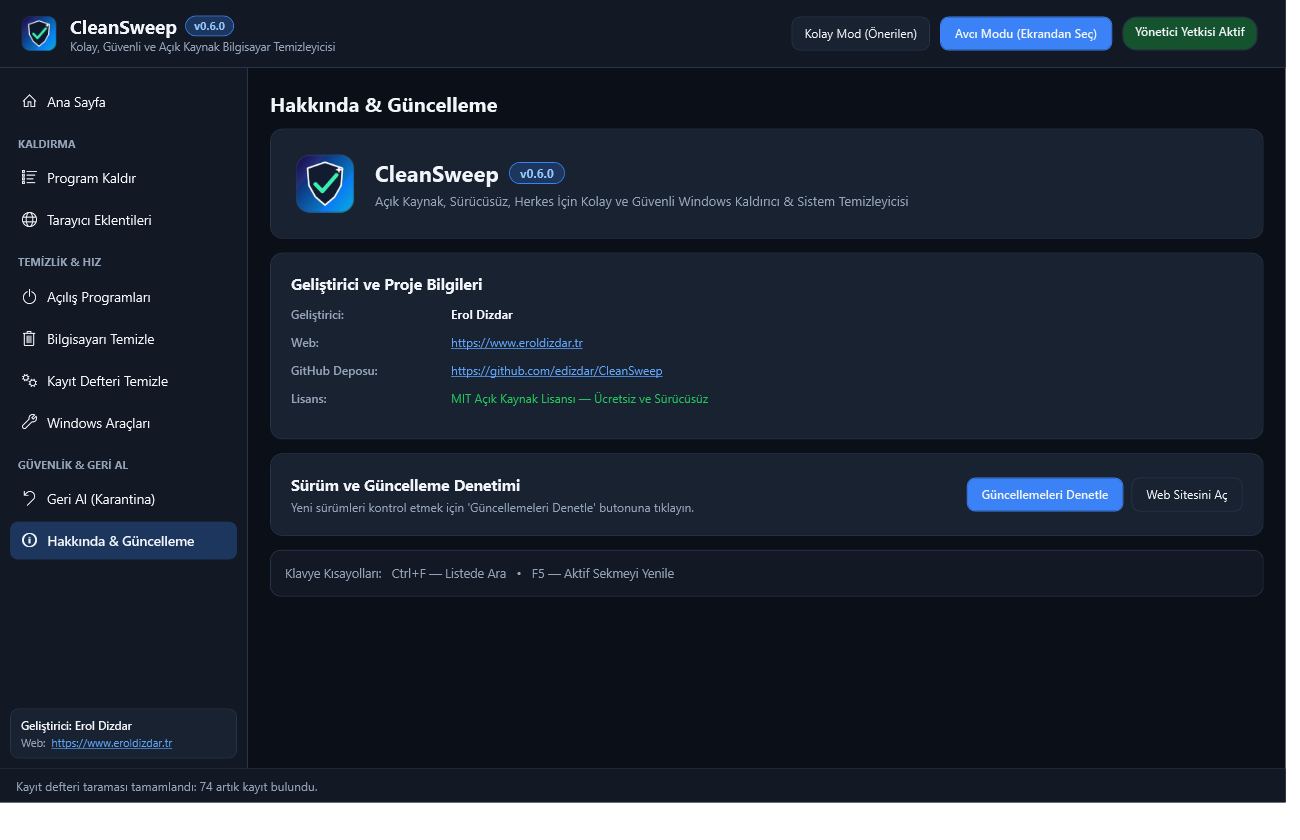 CleanSweep v0.6.0
Kolay, Güvenli ve Açık Kaynak Bilgisayar Temizleyicisi
Kolay Mod (Önerilen)
Avcı Modu (Ekrandan Seç)
Yönetici Yetkisi Aktif
Ana Sayfa
KALDIRMA
Program Kaldır
Tarayıcı Eklentileri
TEMİZLİK & HIZ
Açılış Programları
Bilgisayarı Temizle
Kayıt Defteri Temizle
Windows Araçları
GÜVENLİK & GERİ AL
Geri Al (Karantina)
Hakkında & Güncelleme
Geliştirici: Erol Dizdar
Web: https://www.eroldizdar.tr
Hakkında & Güncelleme
CleanSweep v0.6.0
Açık Kaynak, Sürücüsüz, Herkes İçin Kolay ve Güvenli Windows Kaldırıcı & Sistem Temizleyicisi
Geliştirici ve Proje Bilgileri
Geliştirici: Erol Dizdar
Web: https://www.eroldizdar.tr
GitHub Deposu: https://github.com/edizdar/CleanSweep
Lisans: MIT Açık Kaynak Lisansı — Ücretsiz ve Sürücüsüz
Sürüm ve Güncelleme Denetimi
Yeni sürümleri kontrol etmek için 'Güncellemeleri Denetle' butonuna tıklayın.
Güncellemeleri Denetle
Web Sitesini Aç
Klavye Kısayolları: Ctrl+F — Listede Ara • F5 — Aktif Sekmeyi Yenile
Kayıt defteri taraması tamamlandı: 74 artık kayıt bulundu.